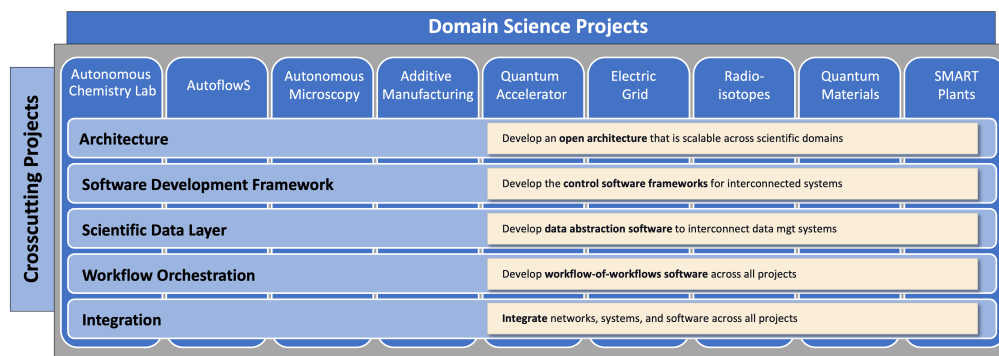 Domain Science Projects
Crosscutting Projects
Autonomous
Chemistry Lab
AutoflowS
Autonomous
Microscopy
Additive
Manufacturing
Quantum
Accelerator
Electric
Grid
Radio-
isotopes
Quantum
Materials
SMART
Plants
Architecture
Develop an open architecture that is scalable across scientific domains
Software Development Framework
Develop the control software frameworks for interconnected systems
Scientific Data Layer
Develop data abstraction software to interconnect data mgt systems
Workflow Orchestration
Develop workflow-of-workflows software across all projects
Integration
Integrate networks, systems, and software across all projects